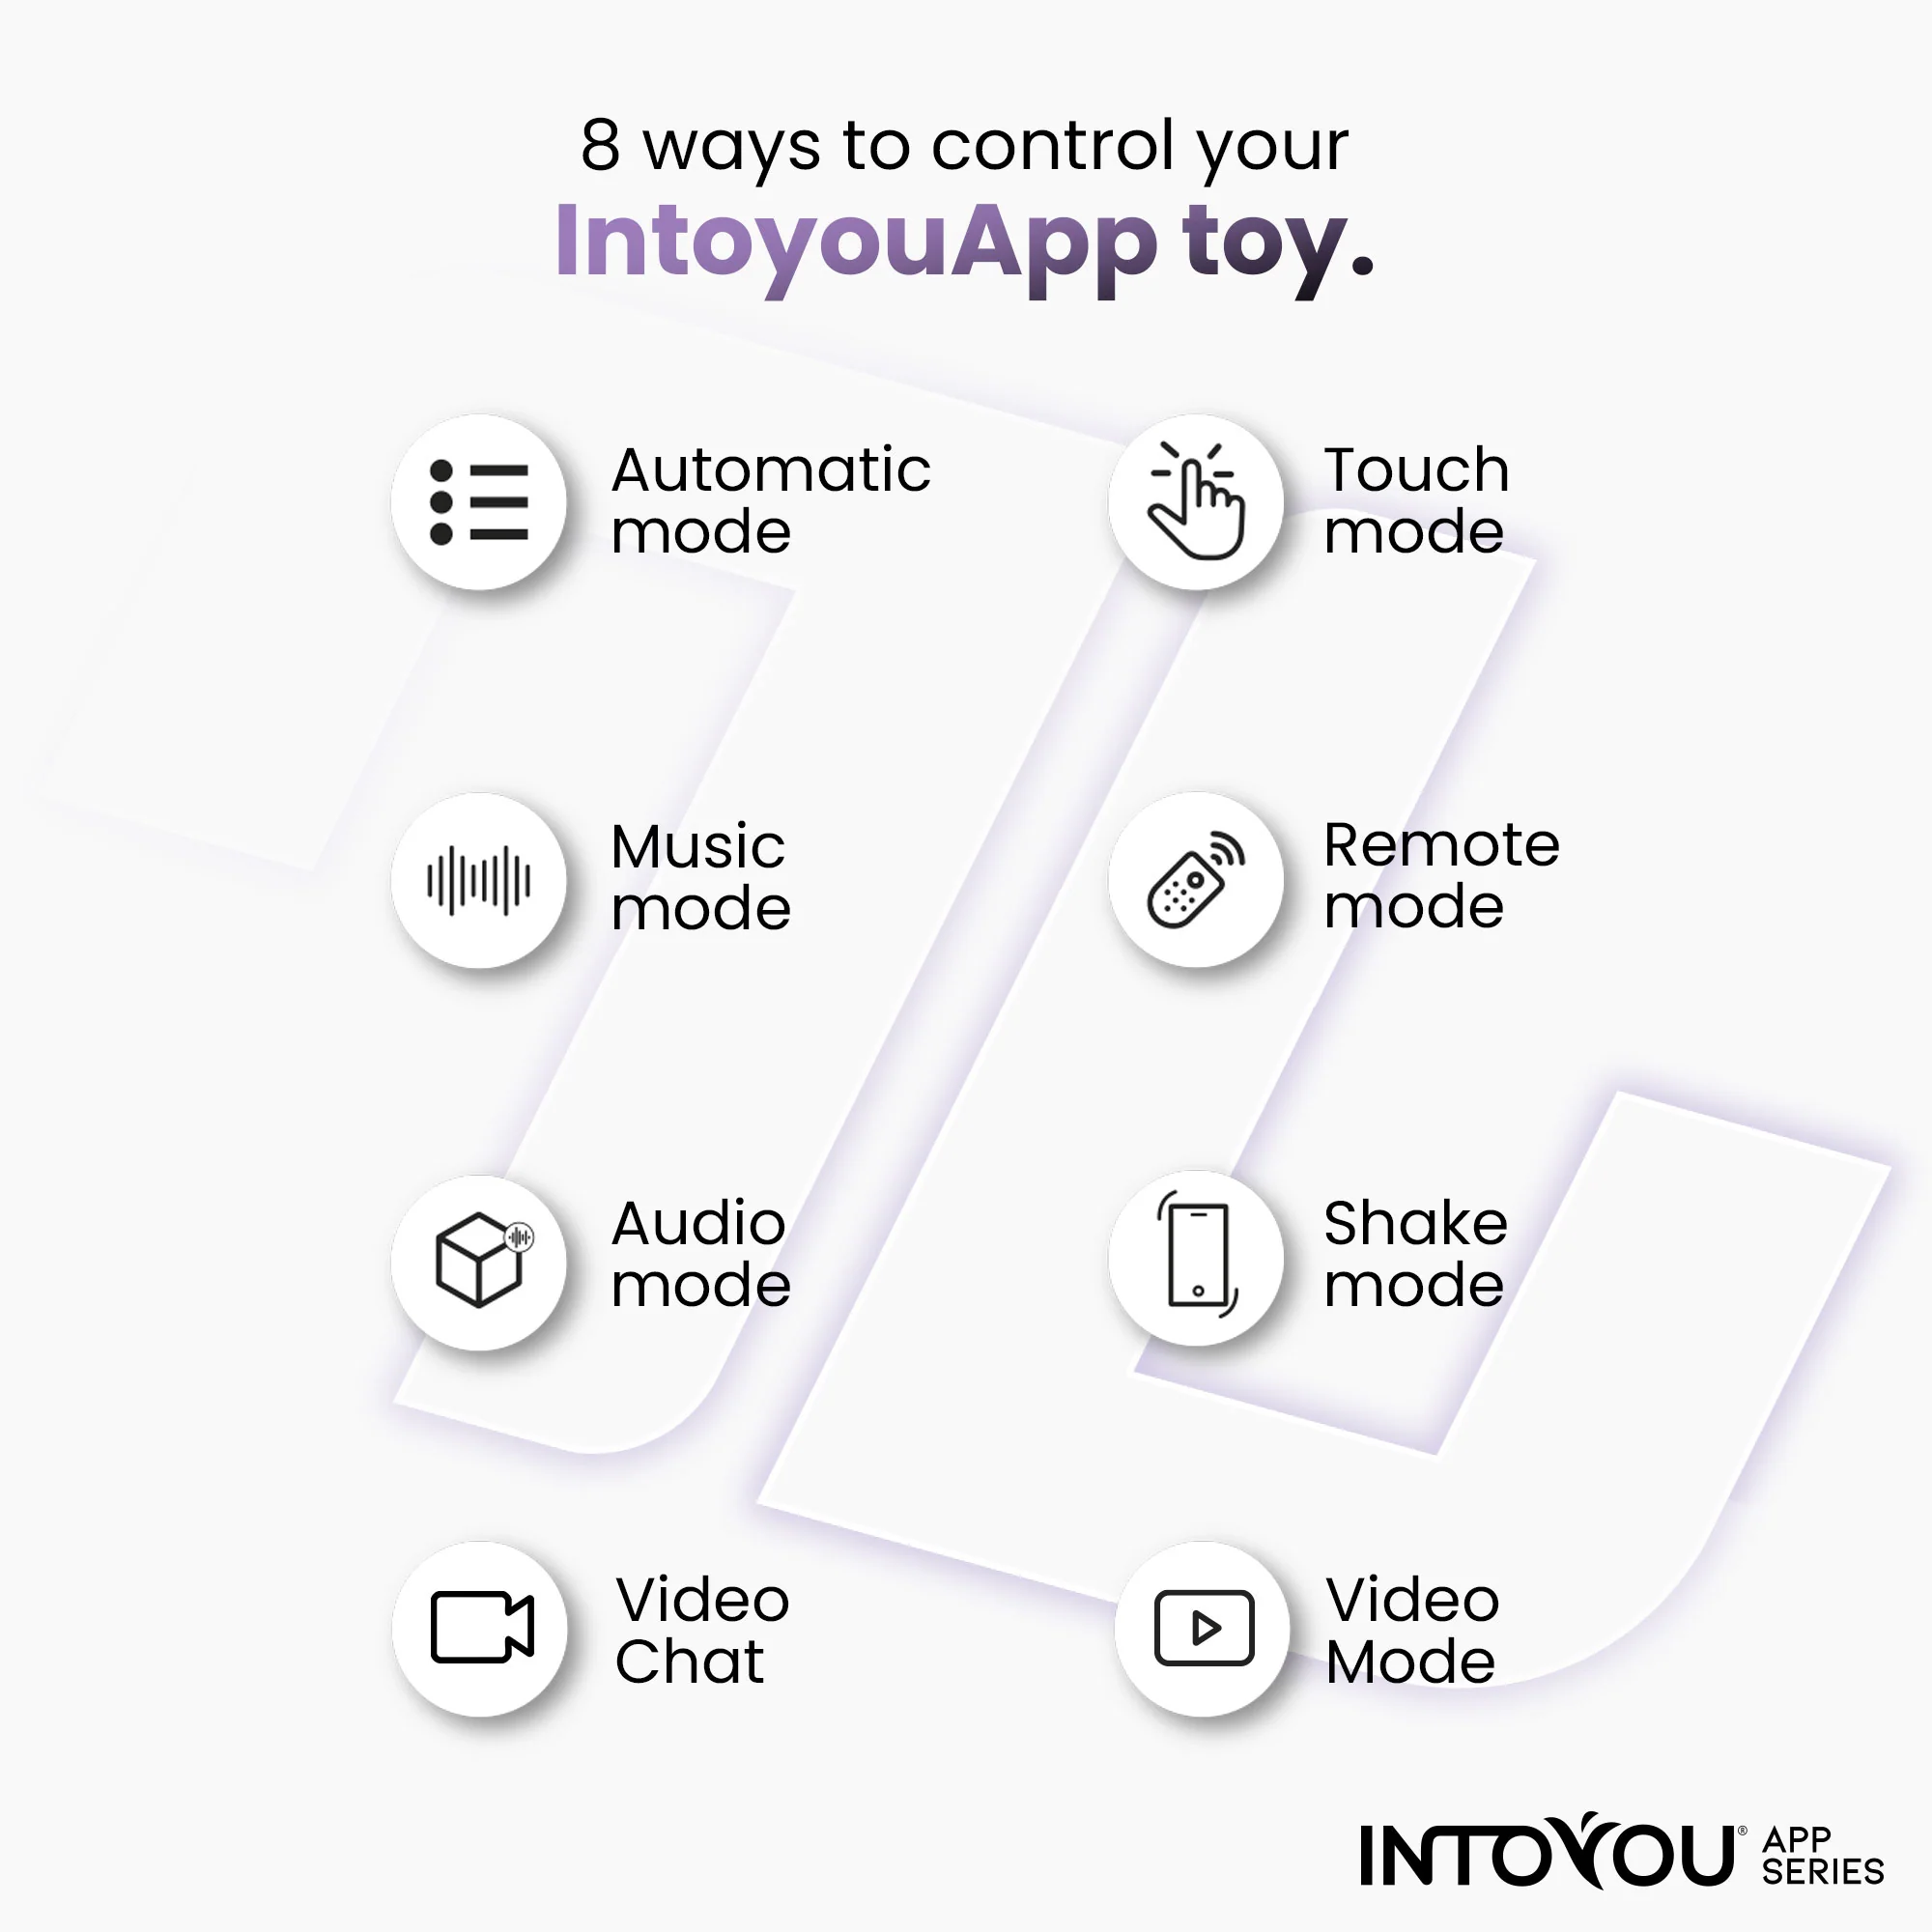 8 ways to control your
IntoyouApp toy.
Automatic
mode
Touch
mode
Music
mode
Remote
mode
Audio
mode
Shake
mode
Video
Chat
Video
Mode
INTOYOU® APP
SERIES